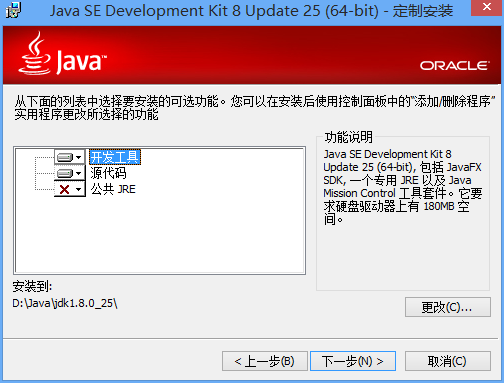 Java SE Development Kit 8 Update 25 (64-bit) - 定制安装
Java™
ORACLE
从下面的列表中选择要安装的可选功能。您可以在安装后使用控制面板中的“添加/删除程序”
实用程序更改所选择的功能
开发工具
源代码
公共 JRE
功能说明
Java SE Development Kit 8
Update 25 (64-bit), 包括 JavaFX
SDK, 一个专用 JRE 以及 Java
Mission Control 工具套件。它要
求硬盘驱动器上有 180MB 空
间。
安装到:
D:\Java\jdk1.8.0_25\
更改(C)...
< 上一步(B)
下一步(N) >
取消(C)